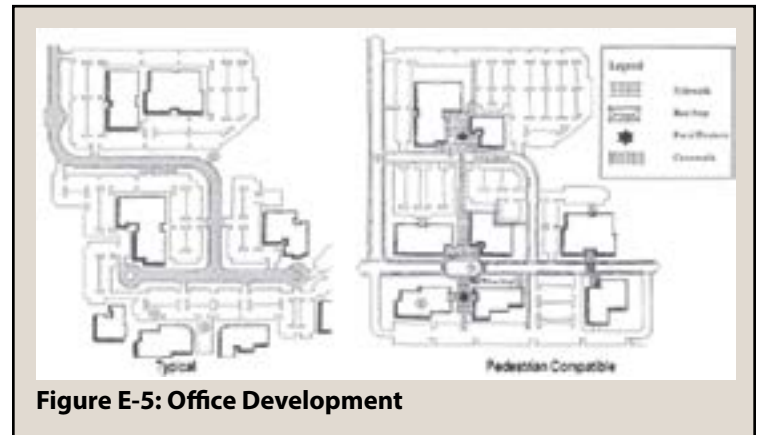 Legend
Sidewalk
Bus Stop
Focal Feature
Crosswalk
Typical
Pedestrian Compatible
Figure E-5: Office Development